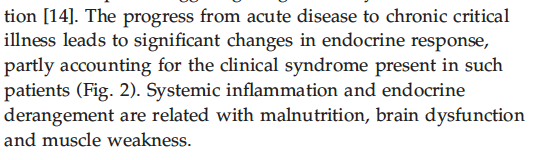 tion [14]. The progress from acute disease to chronic critical
illness leads to significant changes in endocrine response,
partly accounting for the clinical syndrome present in such
patients (Fig. 2). Systemic inflammation and endocrine
derangement are related with malnutrition, brain dysfunction
and muscle weakness.